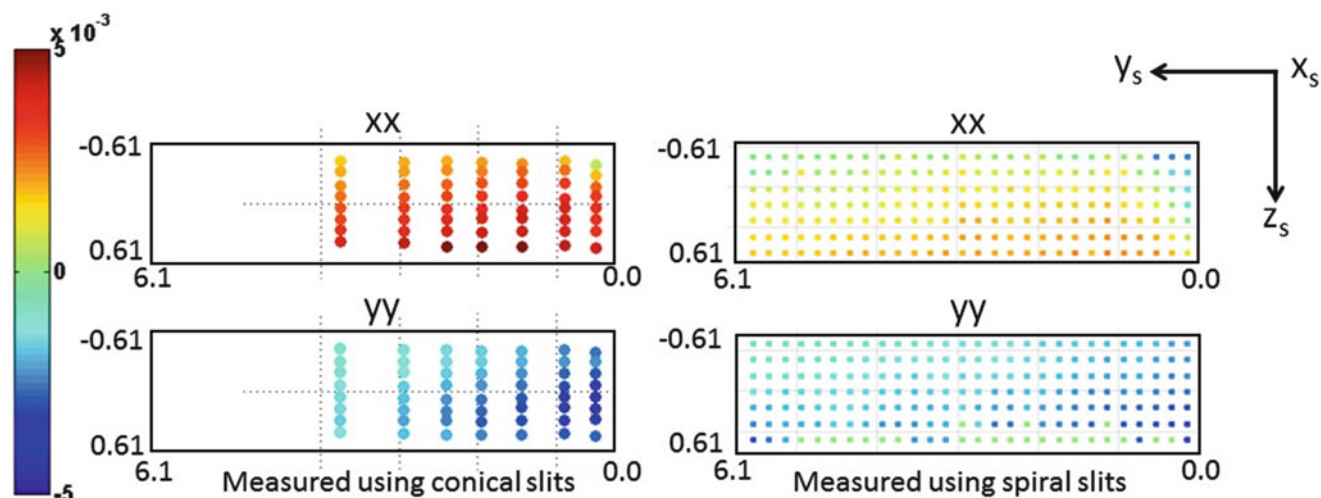 x 10⁻³
5
0
-5
xx
-0.61
0.61
6.1
0.0
yy
-0.61
0.61
6.1
0.0
Measured using conical slits
xx
-0.61
0.61
6.1
0.0
yy
-0.61
0.61
6.1
0.0
Measured using spiral slits
yₛ
xₛ
zₛ